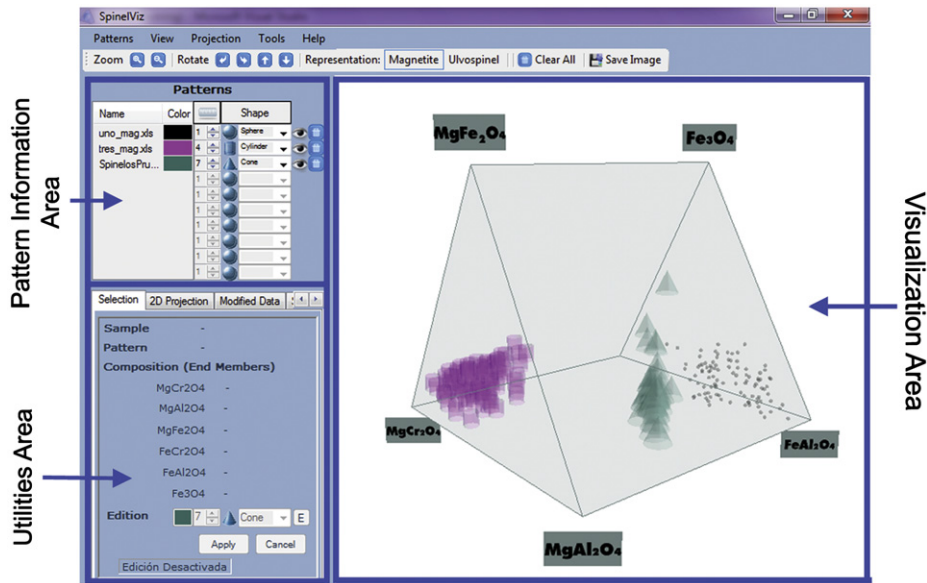 SpinelViz
Patterns View Projection Tools Help
Zoom Rotate Representation: Magnetite Ulvospinel Clear All Save Image
Patterns
Name Color Shape
uno_mag.xls 1 Sphere
tres_mag.xls 4 Cylinder
SpinelosPru... 7 Cone
1
1
1
1
1
1
1
Selection 2D Projection Modified Data
Sample -
Pattern -
Composition (End Members)
MgCr2O4 -
MgAl2O4 -
MgFe2O4 -
FeCr2O4 -
FeAl2O4 -
Fe3O4 -
Edition 7 Cone E
Apply Cancel
Edición Desactivada
Pattern Information
Area
Utilities Area
MgFe₂O₄
Fe₃O₄
MgCr₂O₄
FeAl₂O₄
MgAl₂O₄
Visualization Area